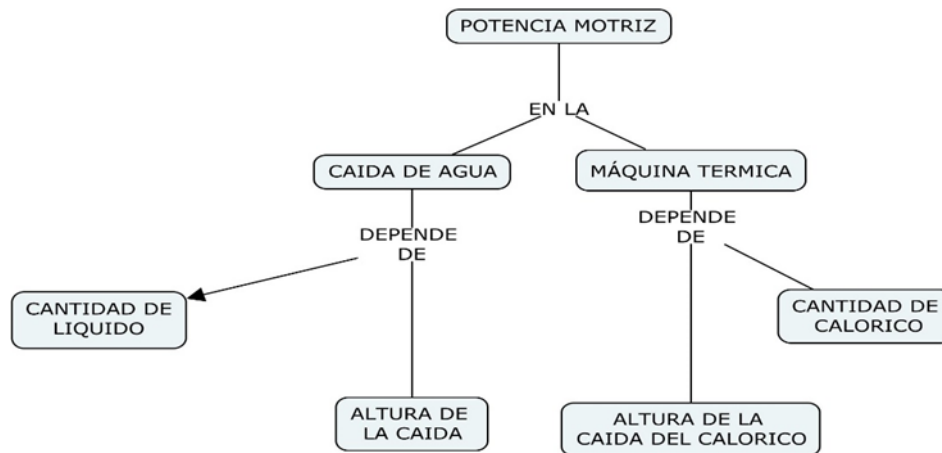 POTENCIA MOTRIZ
EN LA
CAIDA DE AGUA
MÁQUINA TERMICA
DEPENDE
DE
DEPENDE
DE
CANTIDAD DE
LIQUIDO
CANTIDAD DE
CALORICO
ALTURA DE
LA CAIDA
ALTURA DE LA
CAIDA DEL CALORICO